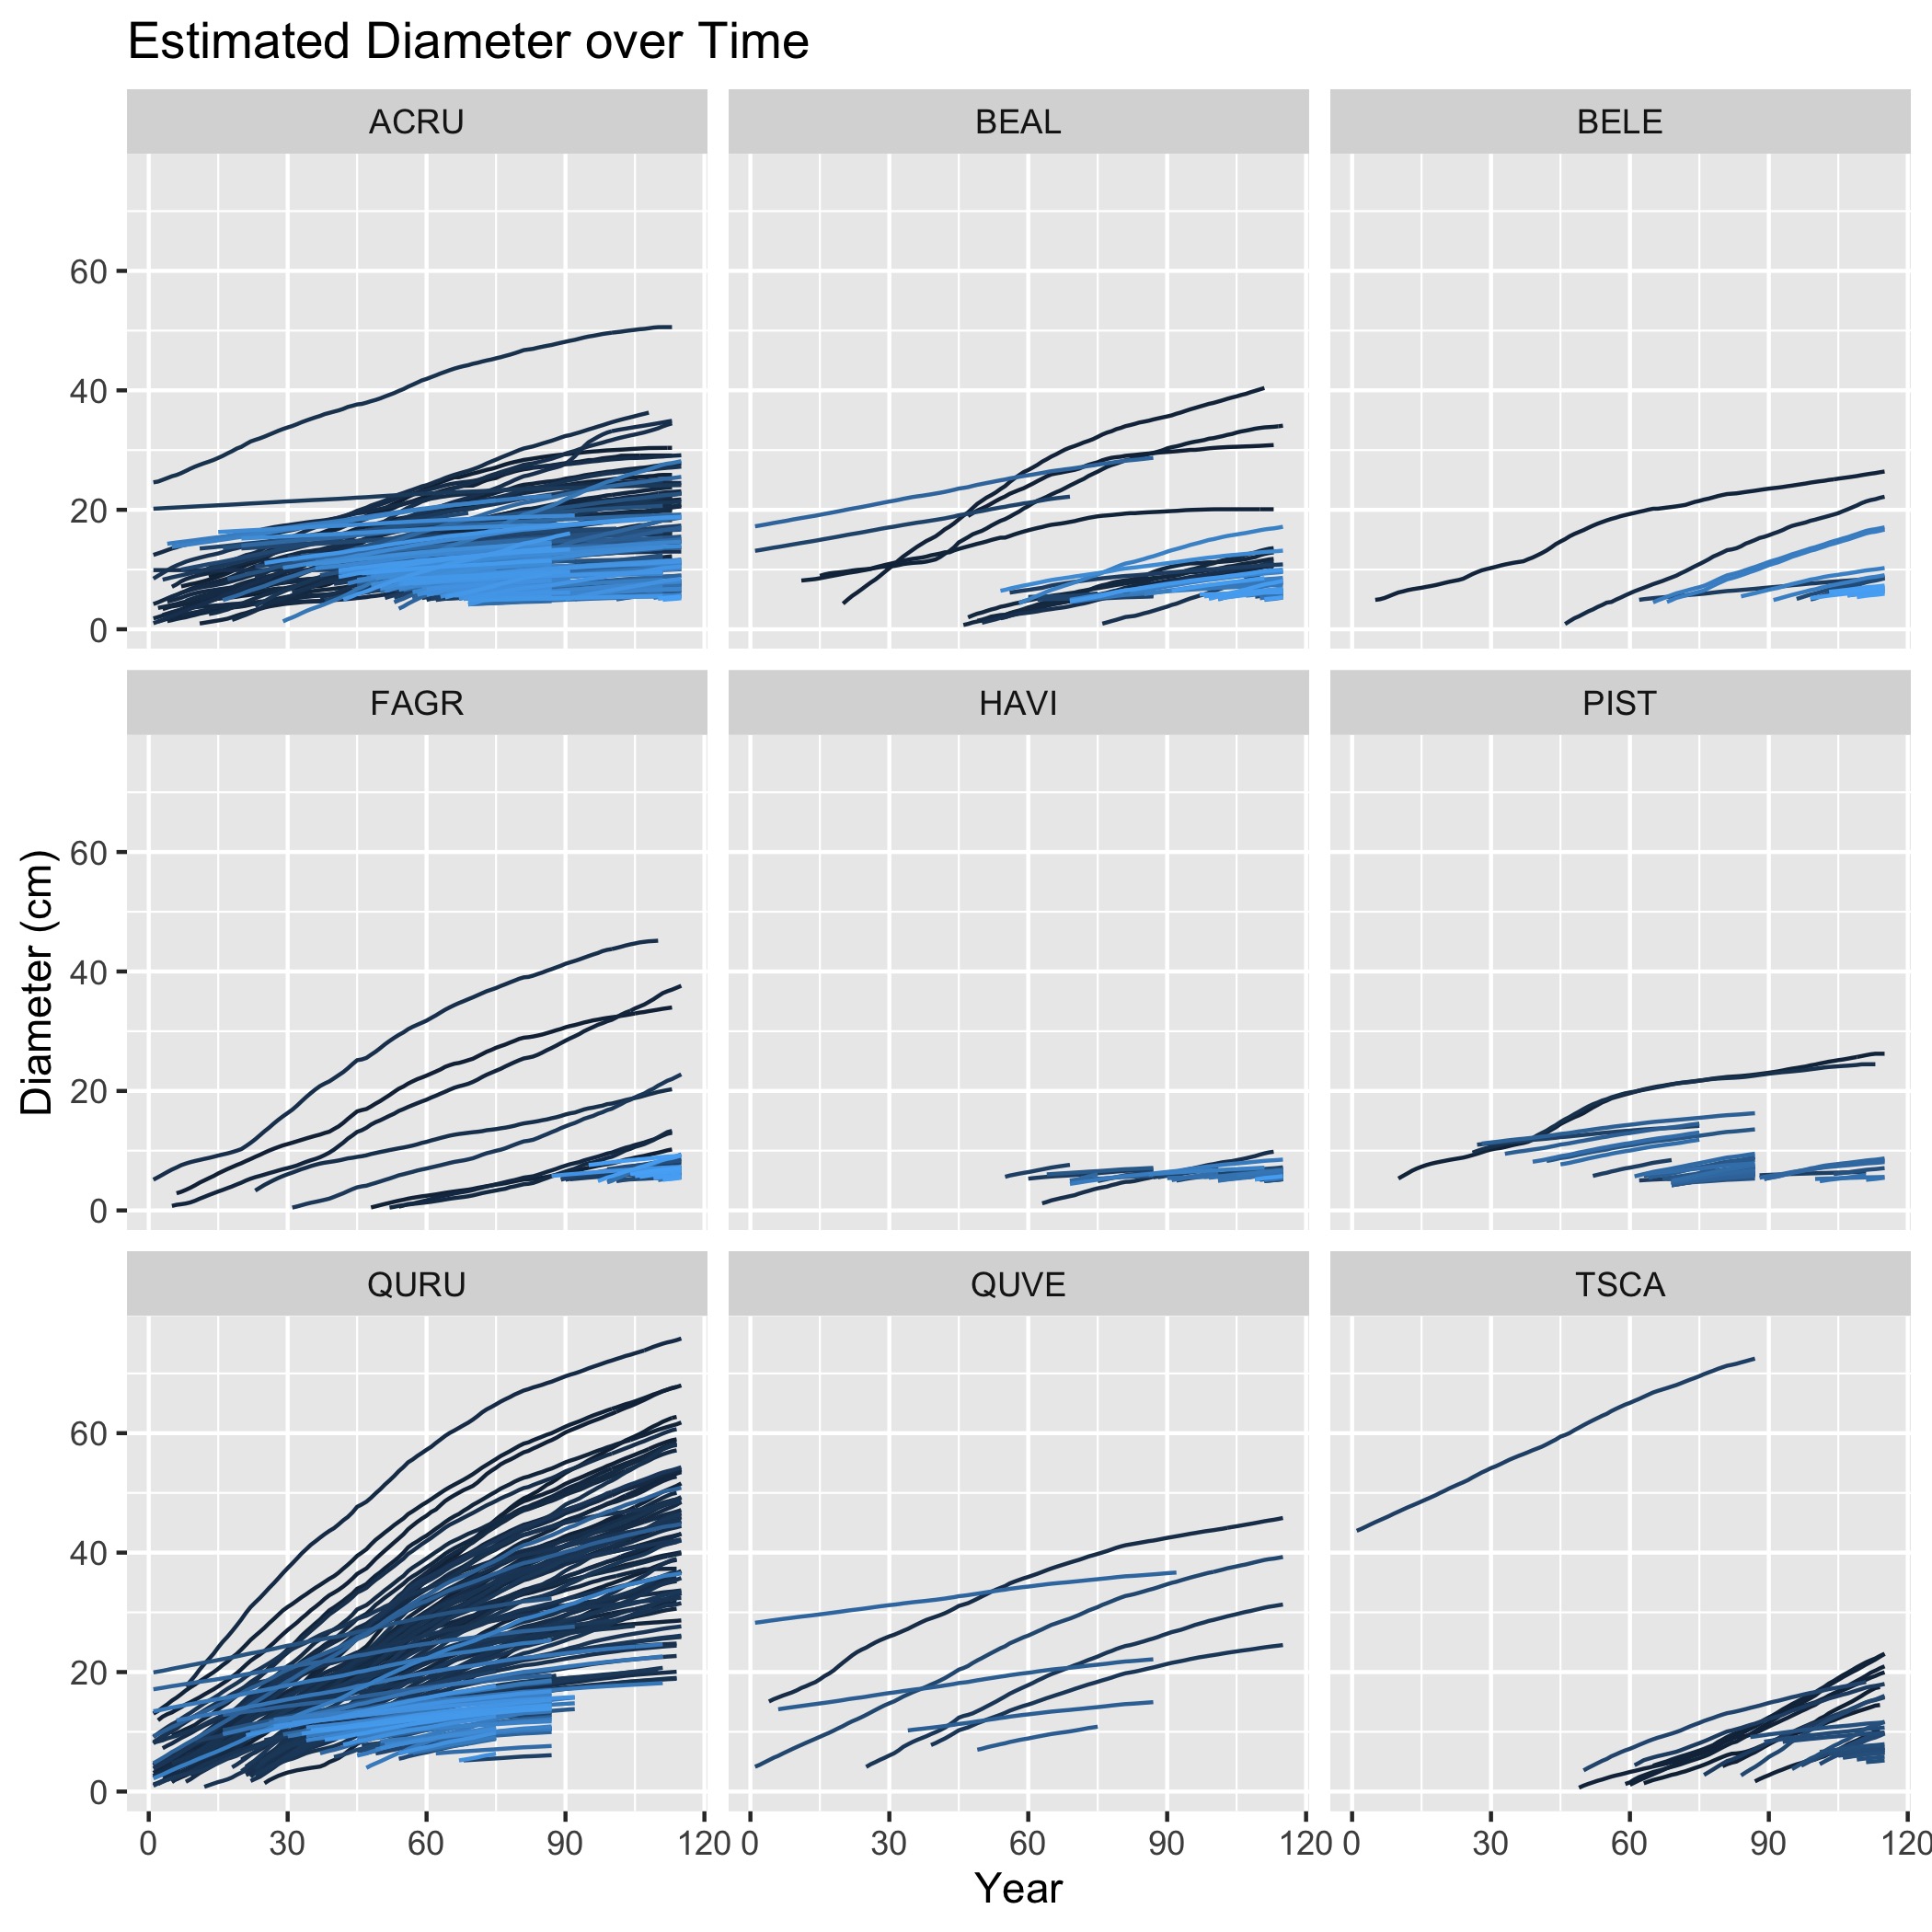 Estimated Diameter over Time
ACRU BEAL BELE
60
40
20
0
FAGR HAVI PIST
Diameter (cm)
60
40
20
0
QURU QUVE TSCA
60
40
20
0
0 30 60 90 120 0 30 60 90 120 0 30 60 90 120
Year